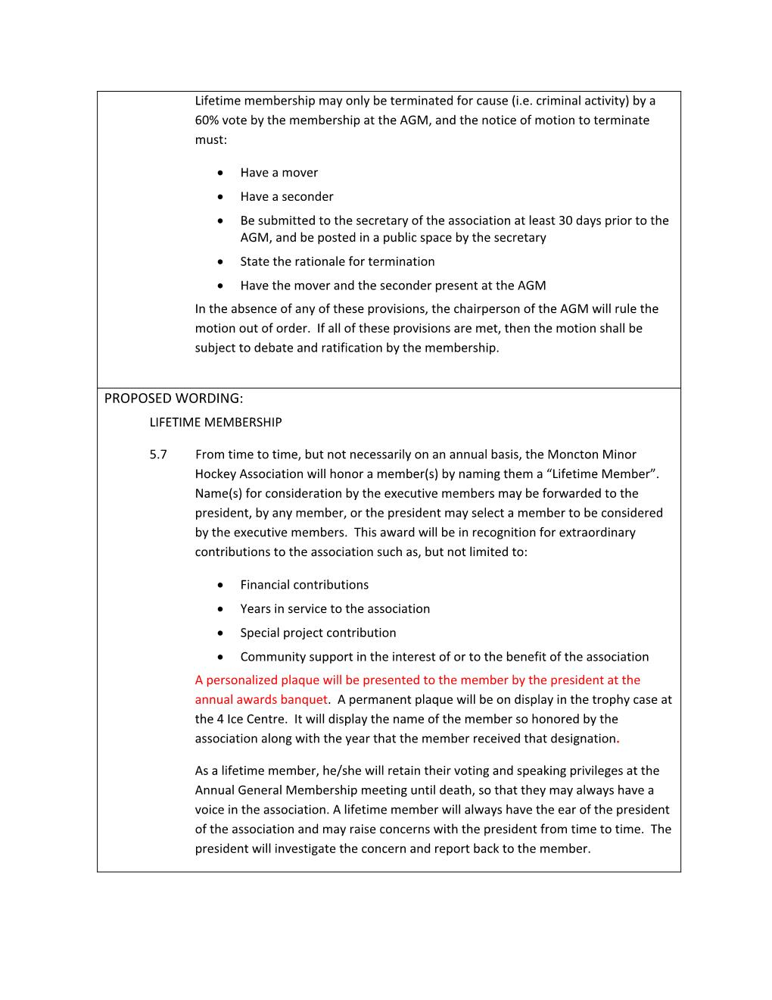 Lifetime membership may only be terminated for cause (i.e. criminal activity) by a
60% vote by the membership at the AGM, and the notice of motion to terminate
must:
• Have a mover
• Have a seconder
• Be submitted to the secretary of the association at least 30 days prior to the
AGM, and be posted in a public space by the secretary
• State the rationale for termination
• Have the mover and the seconder present at the AGM
In the absence of any of these provisions, the chairperson of the AGM will rule the
motion out of order.  If all of these provisions are met, then the motion shall be
subject to debate and ratification by the membership.
PROPOSED WORDING:
LIFETIME MEMBERSHIP
5.7 From time to time, but not necessarily on an annual basis, the Moncton Minor
Hockey Association will honor a member(s) by naming them a “Lifetime Member”.
Name(s) for consideration by the executive members may be forwarded to the
president, by any member, or the president may select a member to be considered
by the executive members.  This award will be in recognition for extraordinary
contributions to the association such as, but not limited to:
• Financial contributions
• Years in service to the association
• Special project contribution
• Community support in the interest of or to the benefit of the association
A personalized plaque will be presented to the member by the president at the
annual awards banquet.  A permanent plaque will be on display in the trophy case at
the 4 Ice Centre.  It will display the name of the member so honored by the
association along with the year that the member received that designation.
As a lifetime member, he/she will retain their voting and speaking privileges at the
Annual General Membership meeting until death, so that they may always have a
voice in the association. A lifetime member will always have the ear of the president
of the association and may raise concerns with the president from time to time.  The
president will investigate the concern and report back to the member.